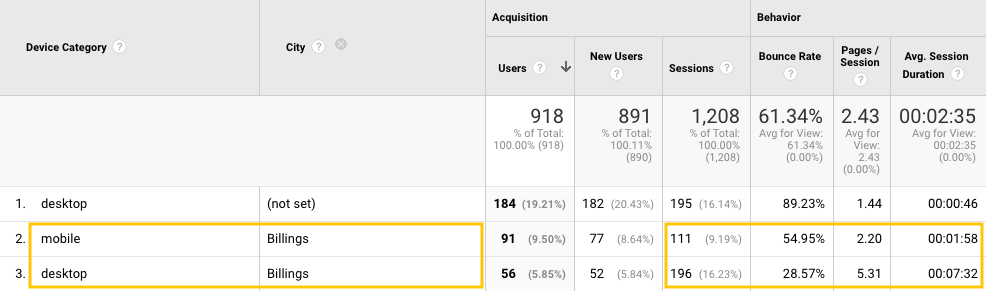 Acquisition Behavior
Device Category ? City ? Users ? New Users ? Sessions ? Bounce Rate ? Pages / Session ? Avg. Session Duration ?
918 891 1,208 61.34% 2.43 00:02:35
% of Total: 100.00% (918) % of Total: 100.11% (890) % of Total: 100.00% (1,208) Avg for View: 61.34% (0.00%) Avg for View: 2.43 (0.00%) Avg for View: 00:02:35 (0.00%)
1. desktop (not set) 184 (19.21%) 182 (20.43%) 195 (16.14%) 89.23% 1.44 00:00:46
2. mobile Billings 91 (9.50%) 77 (8.64%) 111 (9.19%) 54.95% 2.20 00:01:58
3. desktop Billings 56 (5.85%) 52 (5.84%) 196 (16.23%) 28.57% 5.31 00:07:32